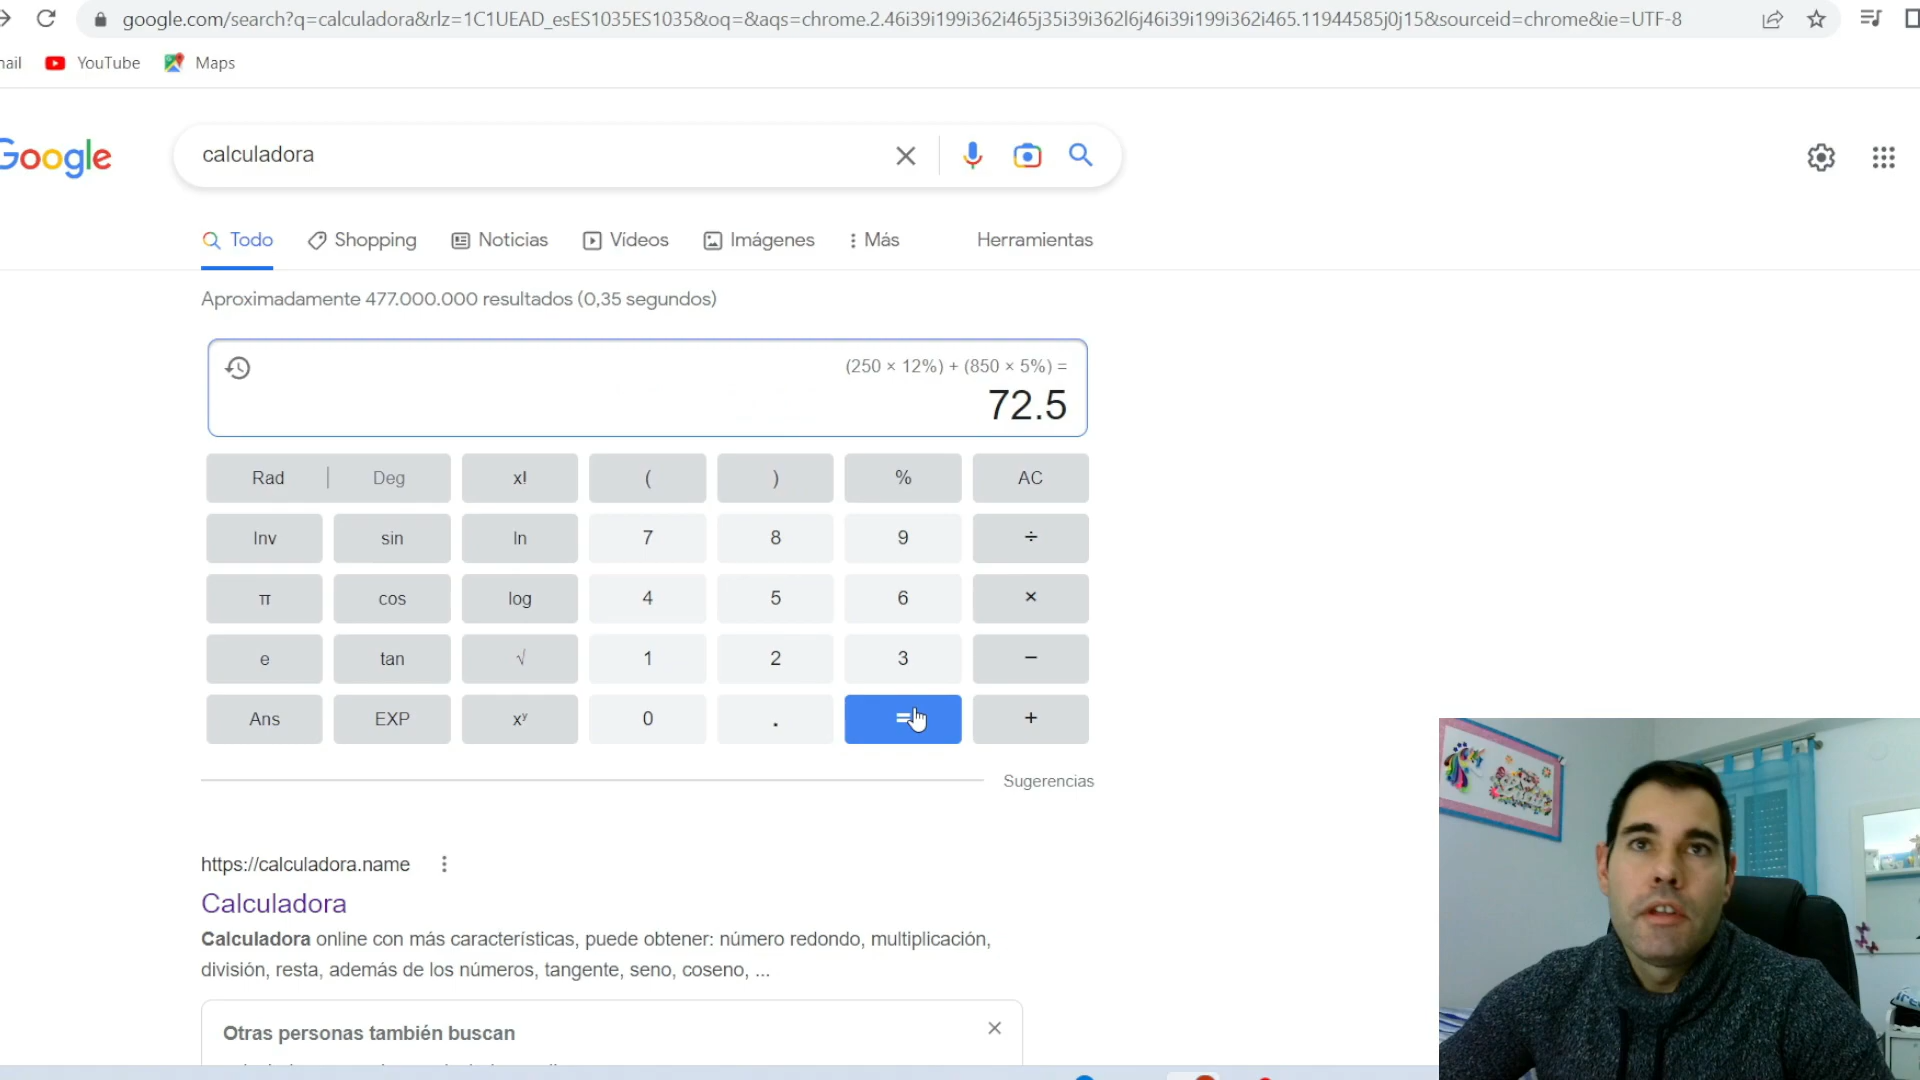 google.com/search?q=calculadora&rlz=1C1UEAD_esES1035ES1035&oq=&aqs=chrome.2.46i39i199i362i465j35i39i362l6j46i39i199i362i465.11944585j0j15&sourceid=chrome&ie=UTF-8
YouTube
Maps
Google
calculadora
Todo
Shopping
Noticias
Vídeos
Imágenes
Más
Herramientas
Aproximadamente 477.000.000 resultados (0,35 segundos)
(250 × 12%) + (850 × 5%) =
72.5
Rad | Deg x! ( ) % AC
Inv sin ln 7 8 9 ÷
π cos log 4 5 6 ×
e tan √ 1 2 3 −
Ans EXP xʸ 0 . = +
Sugerencias
https://calculadora.name
Calculadora
Calculadora online con más características, puede obtener: número redondo, multiplicación,
división, resta, además de los números, tangente, seno, coseno, ...
Otras personas también buscan